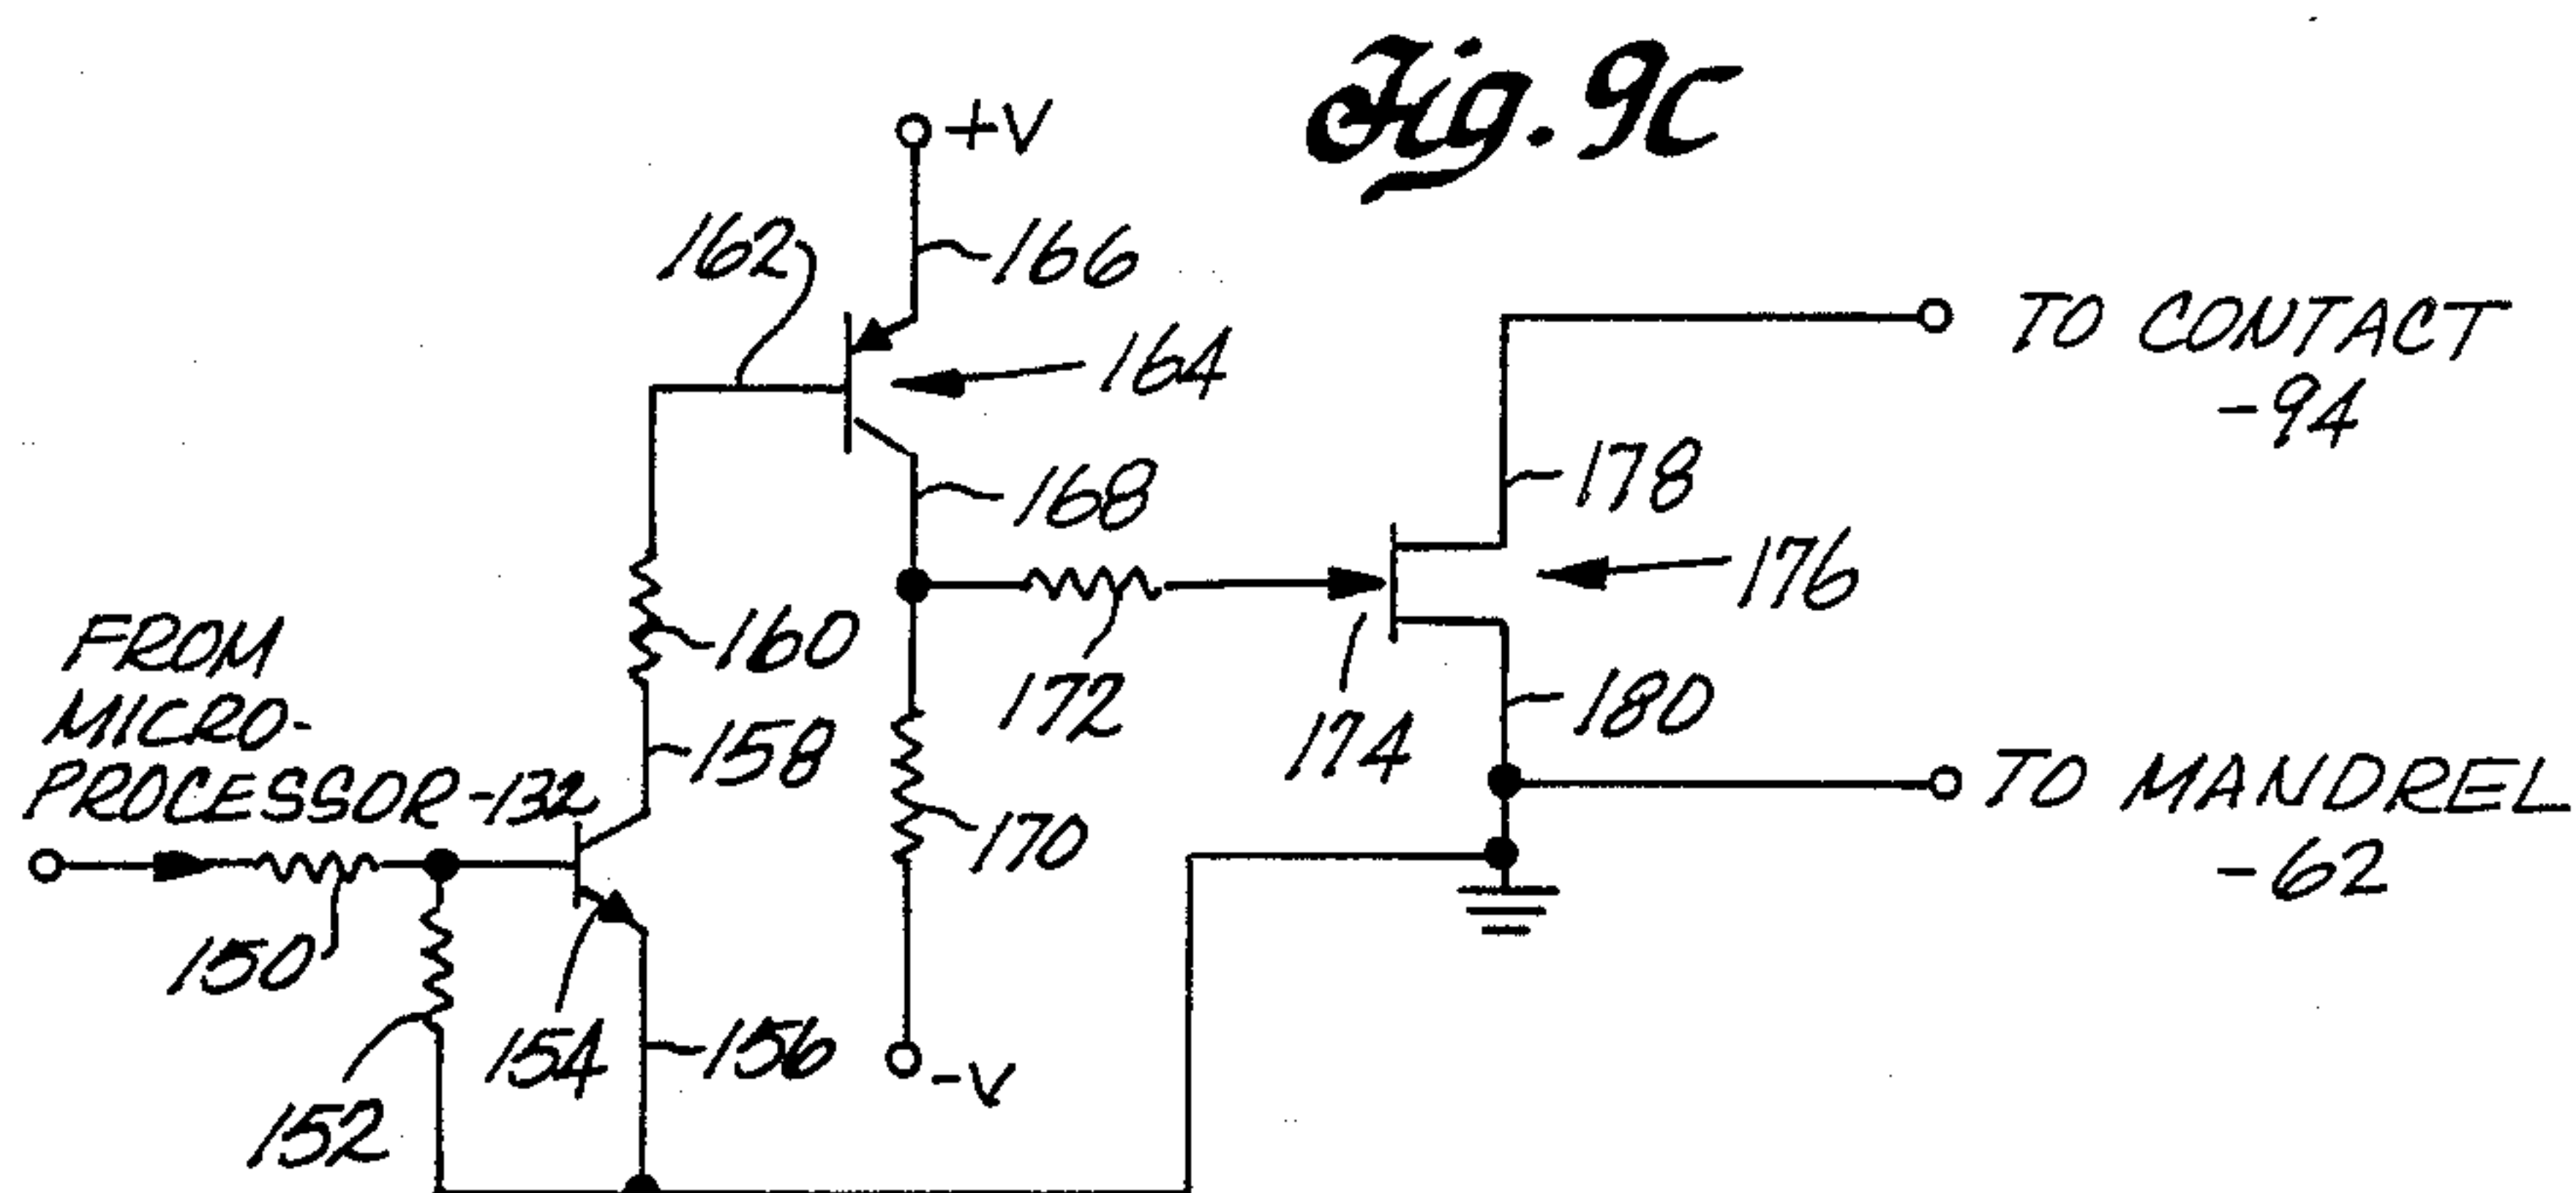 Fig. 9C
+V
162
166
164
TO CONTACT
-94
168
178
176
FROM
MICRO-
PROCESSOR-132
160
172
174
180
158
TO MANDREL
-62
170
150
154
156
-V
152